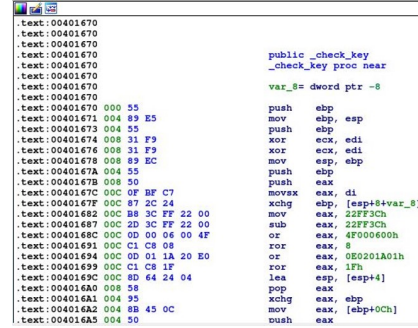 .text:00401670
.text:00401670
.text:00401670
.text:00401670 public _check_key
.text:00401670 _check_key proc near
.text:00401670
.text:00401670 var_8= dword ptr -8
.text:00401670
.text:00401670 000 55 push ebp
.text:00401671 004 89 E5 mov ebp, esp
.text:00401673 004 55 push ebp
.text:00401674 008 31 F9 xor ecx, edi
.text:00401676 008 31 F9 xor ecx, edi
.text:00401678 008 89 EC mov esp, ebp
.text:0040167A 004 55 push ebp
.text:0040167B 008 50 push eax
.text:0040167C 00C 0F BF C7 movsx eax, di
.text:0040167F 00C 87 2C 24 xchg ebp, [esp+8+var_8]
.text:00401682 00C B8 3C FF 22 00 mov eax, 22FF3Ch
.text:00401687 00C 2D 3C FF 22 00 sub eax, 22FF3Ch
.text:0040168C 00C 0D 00 06 00 4F or eax, 4F000600h
.text:00401691 00C C1 C8 08 ror eax, 8
.text:00401694 00C 0D 01 1A 20 E0 or eax, 0E0201A01h
.text:00401699 00C C1 C8 1F ror eax, 1Fh
.text:0040169C 00C 8D 64 24 04 lea esp, [esp+4]
.text:004016A0 008 58 pop eax
.text:004016A1 004 95 xchg eax, ebp
.text:004016A2 004 8B 45 0C mov eax, [ebp+0Ch]
.text:004016A5 004 50 push eax